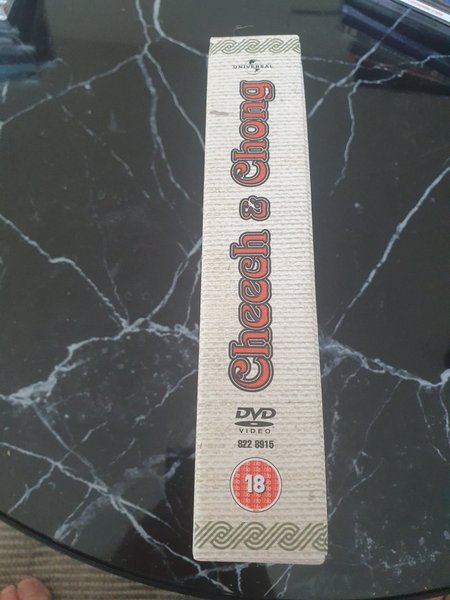 UNIVERSAL
Cheech & Chong
DVD
VIDEO
822 8915
18